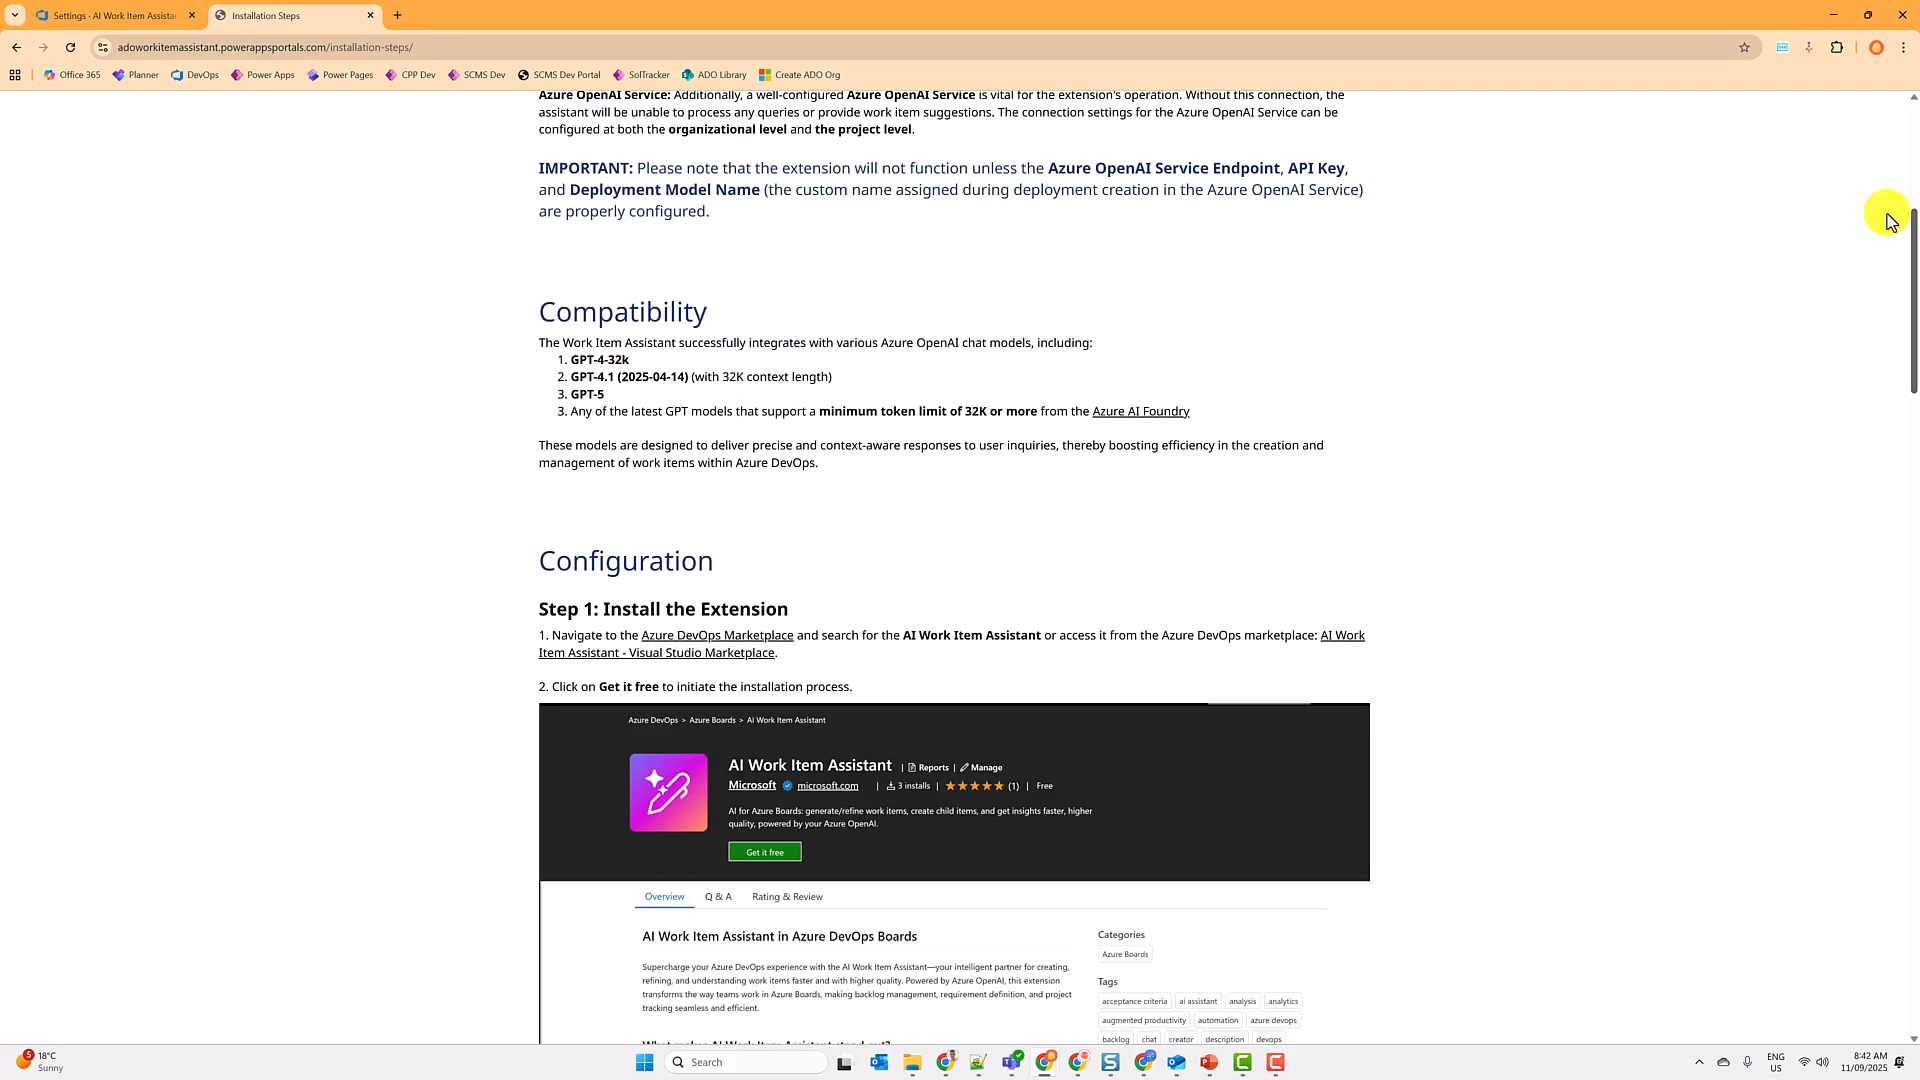 Settings - AI Work Item Assistan
Installation Steps
adoworkitemassistant.powerappsportals.com/installation-steps/
Office 365
Planner
DevOps
Power Apps
Power Pages
CPP Dev
SCMS Dev
SCMS Dev Portal
SolTracker
ADO Library
Create ADO Org
Azure OpenAI Service: Additionally, a well-configured Azure OpenAI Service is vital for the extension's operation. Without this connection, the
assistant will be unable to process any queries or provide work item suggestions. The connection settings for the Azure OpenAI Service can be
configured at both the organizational level and the project level.
IMPORTANT: Please note that the extension will not function unless the Azure OpenAI Service Endpoint, API Key,
and Deployment Model Name (the custom name assigned during deployment creation in the Azure OpenAI Service)
are properly configured.
Compatibility
The Work Item Assistant successfully integrates with various Azure OpenAI chat models, including:
1. GPT-4-32k
2. GPT-4.1 (2025-04-14) (with 32K context length)
3. GPT-5
3. Any of the latest GPT models that support a minimum token limit of 32K or more from the Azure AI Foundry
These models are designed to deliver precise and context-aware responses to user inquiries, thereby boosting efficiency in the creation and
management of work items within Azure DevOps.
Configuration
Step 1: Install the Extension
1. Navigate to the Azure DevOps Marketplace and search for the AI Work Item Assistant or access it from the Azure DevOps marketplace: AI Work
Item Assistant - Visual Studio Marketplace.
2. Click on Get it free to initiate the installation process.
Azure DevOps > Azure Boards > AI Work Item Assistant
AI Work Item Assistant | Reports | Manage
Microsoft microsoft.com | 3 installs | (1) | Free
AI for Azure Boards: generate/refine work items, create child items, and get insights faster, higher
quality, powered by your Azure OpenAI.
Get it free
Overview Q & A Rating & Review
AI Work Item Assistant in Azure DevOps Boards
Supercharge your Azure DevOps experience with the AI Work Item Assistant—your intelligent partner for creating,
refining, and understanding work items faster and with higher quality. Powered by Azure OpenAI, this extension
transforms the way teams work in Azure Boards, making backlog management, requirement definition, and project
tracking seamless and efficient.
Categories
Azure Boards
Tags
acceptance criteria ai assistant analysis analytics
augmented productivity automation azure devops
backlog chat creator description devops
What makes AI Work Item Assistant stand out?
5
18°C
Sunny
Search
ENG
US
8:42 AM
11/09/2025